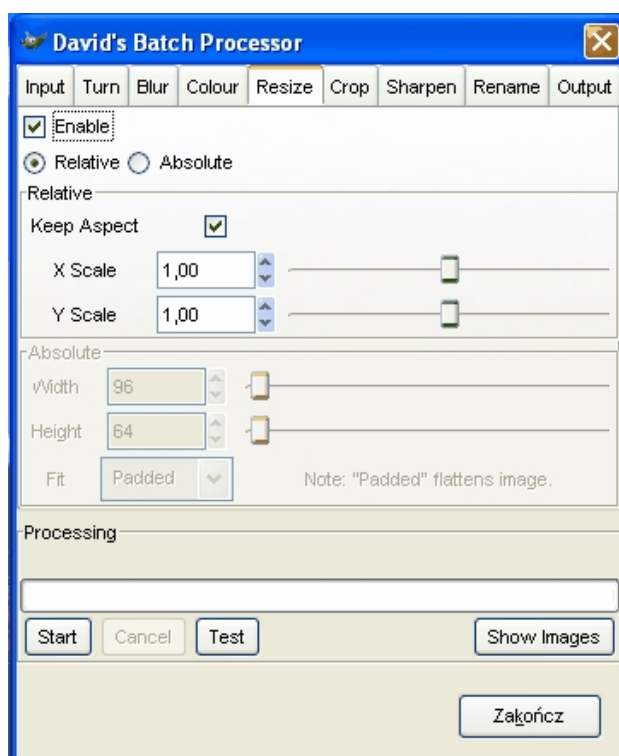 David's Batch Processor
Input Turn Blur Colour Resize Crop Sharpen Rename Output
Enable
Relative Absolute
Relative
Keep Aspect
X Scale 1,00
Y Scale 1,00
Absolute
Width 96
Height 64
Fit Padded Note: "Padded" flattens image.
Processing
Start Cancel Test Show Images
Zakończ